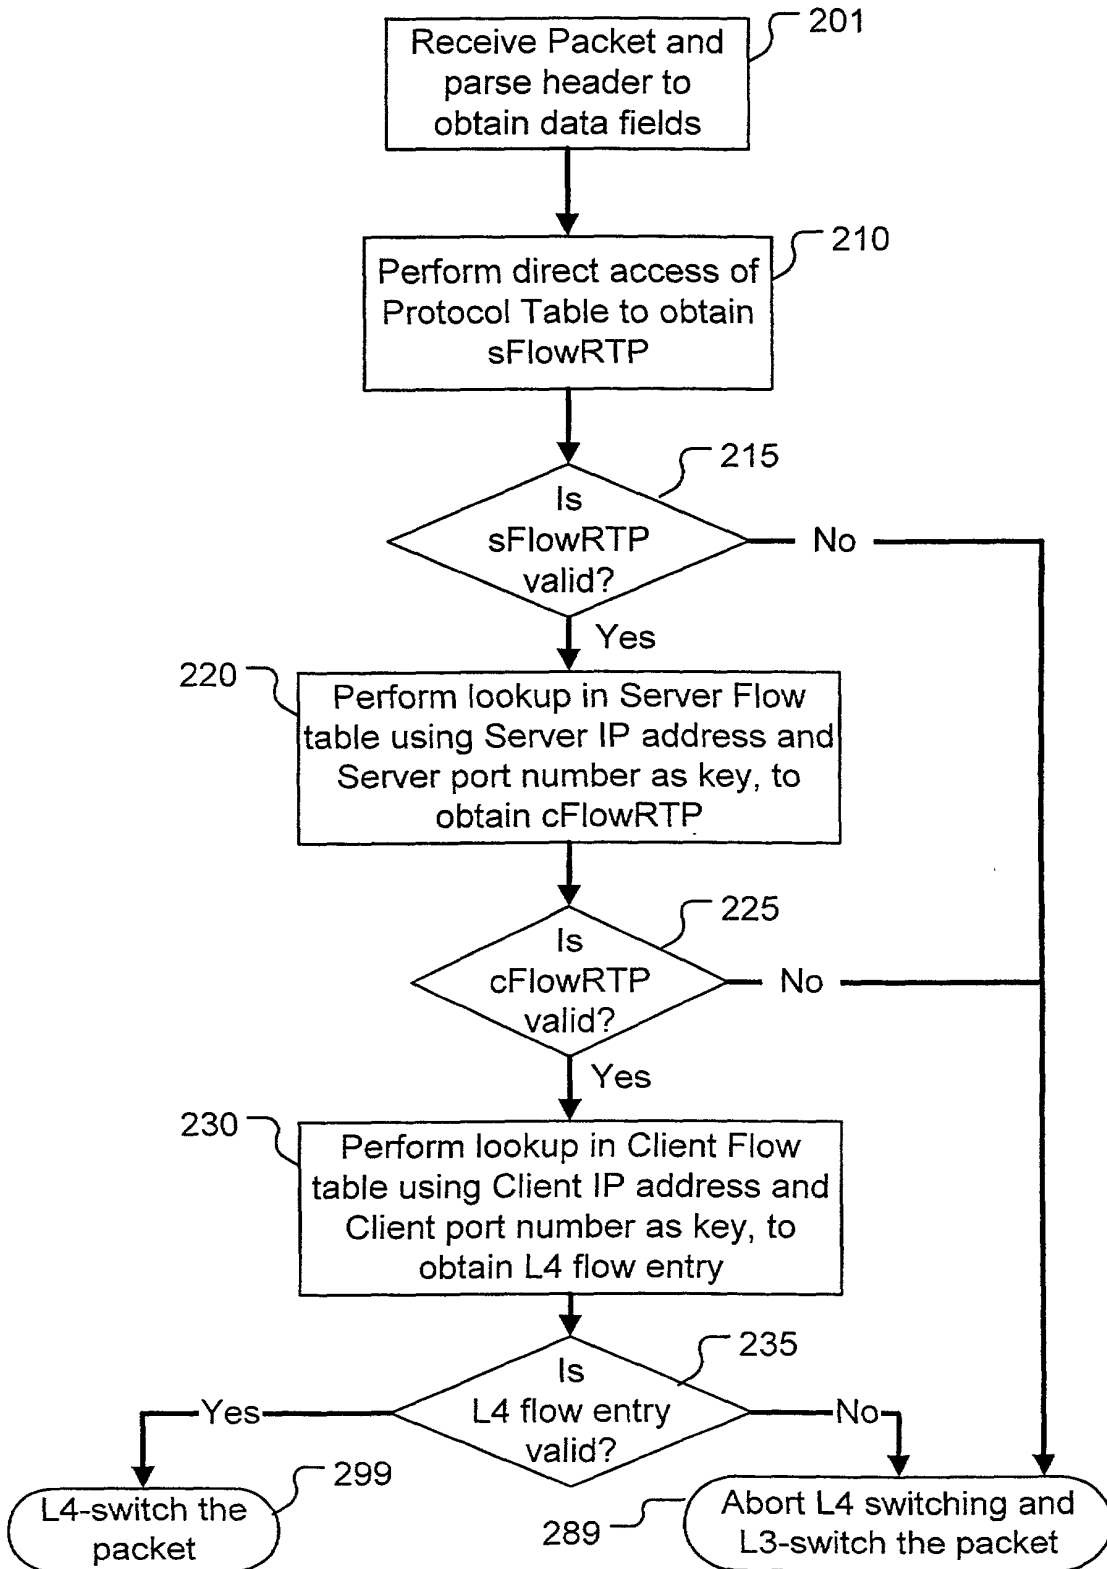 201
Receive Packet and
parse header to
obtain data fields
210
Perform direct access of
Protocol Table to obtain
sFlowRTP
215
Is
sFlowRTP
valid?
No
Yes
220
Perform lookup in Server Flow
table using Server IP address and
Server port number as key, to
obtain cFlowRTP
225
Is
cFlowRTP
valid?
No
Yes
230
Perform lookup in Client Flow
table using Client IP address and
Client port number as key, to
obtain L4 flow entry
235
Is
L4 flow entry
valid?
Yes
No
299
L4-switch the
packet
289
Abort L4 switching and
L3-switch the packet